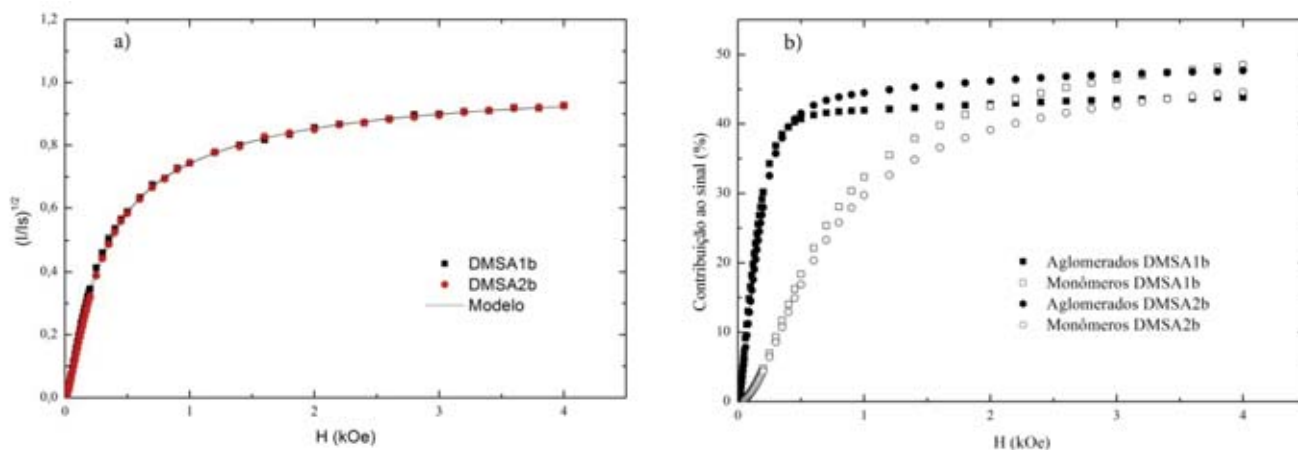 a)
1,2
1,0
0,8
0,6
0,4
0,2
0,0
(I/Is)^1/2
DMSA1b
DMSA2b
Modelo
0 1 2 3 4
H (kOe)
b)
50
40
30
20
10
0
Contribuição ao sinal (%)
Aglomerados DMSA1b
Monômeros DMSA1b
Aglomerados DMSA2b
Monômeros DMSA2b
0 1 2 3 4
H (kOe)